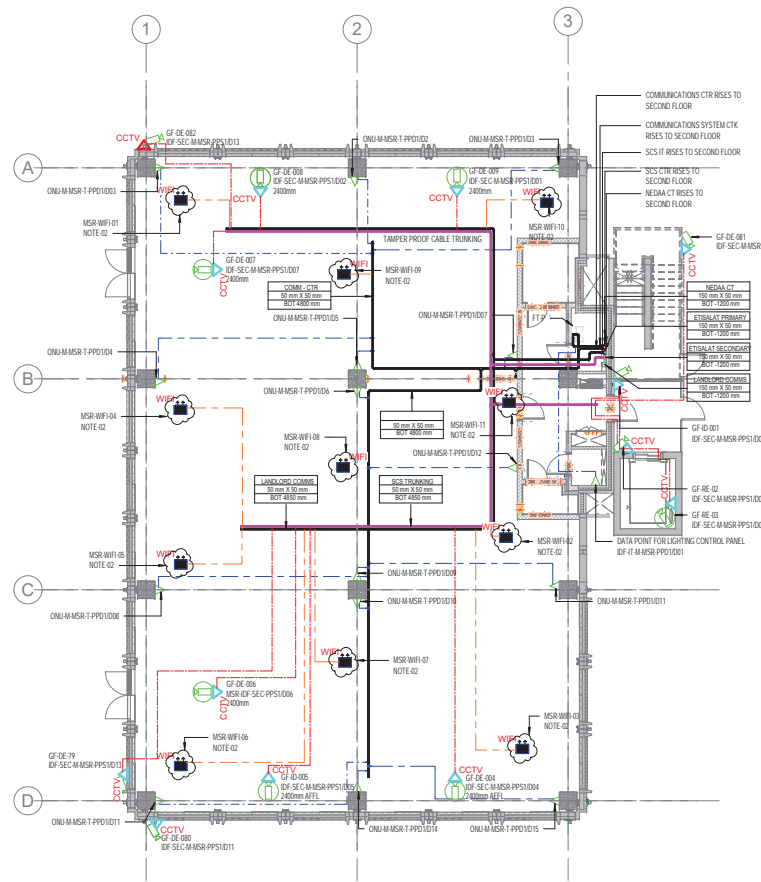 1
2
3
COMMUNICATIONS CTR RISES TO
SECOND FLOOR
COMMUNICATIONS SYSTEM CTK
RISES TO SECOND FLOOR
SCS IT RISES TO SECOND FLOOR
SCS CTR RISES TO
SECOND FLOOR
NEDAA CT RISES TO
SECOND FLOOR
GF-DE-082
IDF-SEC-M-MSR-PPS1/D13
CCTV
ONU-M-MSR-T-PPD1/D2
ONU-M-MSR-T-PPD1/D3
A
ONU-M-MSR-T-PPD1/D03
GF-DE-008
IDF-SEC-M-MSR-PPS1/D02
2400mm
CCTV
GF-DE-009
IDF-SEC-M-MSR-PPS1/D01
2400mm
CCTV
WIFI
MSR-WIFI-01
NOTE-02
WIFI
MSR-WIFI-10
NOTE-02
GF-DE-081
IDF-SEC-M-MSR
CCTV
TAMPER PROOF CABLE TRUNKING
GF-DE-007
IDF-SEC-M-MSR-PPS1/D07
2400mm
CCTV
WIFI
MSR-WIFI-09
NOTE-02
COMM - CTR
50 mm X 50 mm
BOT 4800 mm
NEDAA CT
150 mm X 50 mm
BOT -1200 mm
ONU-M-MSR-T-PPD1/D5
ONU-M-MSR-T-PPD1/D07
FT-P
ETISALAT PRIMARY
150 mm X 50 mm
BOT -1200 mm
ONU-M-MSR-T-PPD1/D4
ETISALAT SECONDARY
150 mm X 50 mm
BOT -1200 mm
B
ONU-M-MSR-T-PPD1/D6
LANDLORD COMMS
150 mm X 50 mm
BOT -1200 mm
WIFI
MSR-WIFI-04
NOTE-02
50 mm X 50 mm
BOT 4800 mm
WIFI
MSR-WIFI-11
NOTE-02
CCTV
GF-ID-001
IDF-SEC-M-MSR-PPS1/D0
MSR-WIFI-08
NOTE-02
WIFI
ONU-M-MSR-T-PPD1/D12
CCTV
LANDLORD COMMS
50 mm X 50 mm
BOT 4850 mm
SCS TRUNKING
50 mm X 50 mm
BOT 4850 mm
CCTV
GF-RE-02
IDF-SEC-M-MSR-PPS1/D0
GF-RE-03
IDF-SEC-M-MSR-PPS1/D0
WIFI
MSR-WIFI-05
NOTE-02
WIFI
MSR-WIFI-02
NOTE-02
DATA POINT FOR LIGHTING CONTROL PANEL
IDF-IT-M-MSR-PPD1/D01
C
ONU-M-MSR-T-PPD1/D09
ONU-M-MSR-T-PPD1/D10
ONU-M-MSR-T-PPD1/D08
ONU-M-MSR-T-PPD1/D11
MSR-WIFI-07
NOTE-02
GF-DE-006
MSR-IDF-SEC-PPS1/D06
2400mm
CCTV
MSR-WIFI-03
NOTE-02
WIFI
MSR-WIFI-06
NOTE-02
GF-DE-79
IDF-SEC-M-MSR-PPS1/D13
CCTV
GF-ID-005
IDF-SEC-M-MSR-PPS1/D05
2400mm AFFL
CCTV
GF-DE-004
IDF-SEC-M-MSR-PPS1/D04
2400mm AFFL
D
ONU-M-MSR-T-PPD1/D11
CCTV
GF-DE-080
IDF-SEC-M-MSR-PPS1/D11
ONU-M-MSR-T-PPD1/D14
ONU-M-MSR-T-PPD1/D15